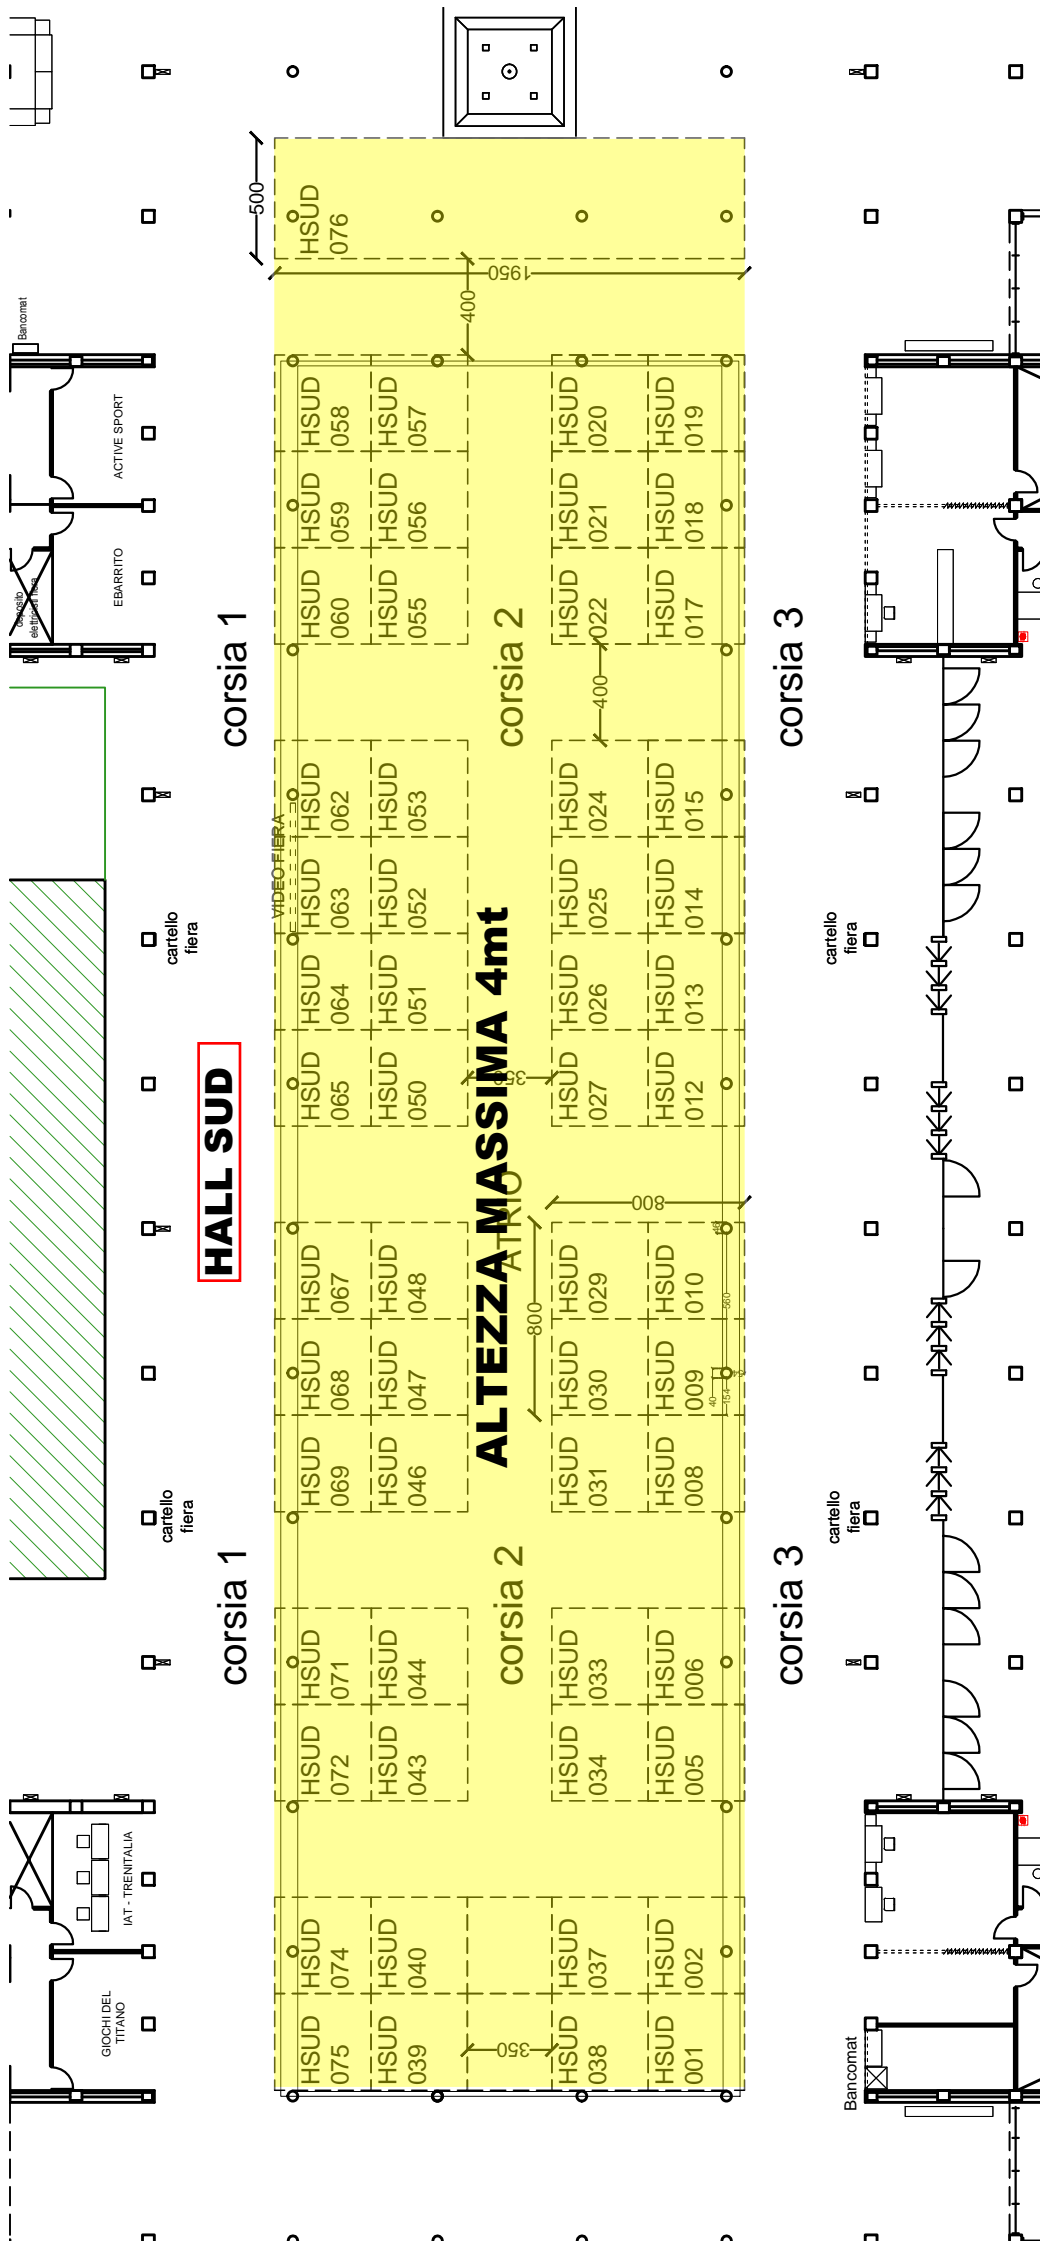 500
HSUD
076
1950
400
Bancomat
ACTIVE SPORT
EBARRITO
deposito
elettricisti fiera
HSUD
058
HSUD
057
HSUD
020
HSUD
019
HSUD
059
HSUD
056
HSUD
021
HSUD
018
HSUD
060
HSUD
055
HSUD
022
HSUD
017
corsia 1
corsia 2
corsia 3
400
HSUD
062
HSUD
053
HSUD
024
HSUD
015
VIDEO FIERA
HSUD
063
HSUD
052
HSUD
025
HSUD
014
cartello
fiera
cartello
fiera
HSUD
064
HSUD
051
HSUD
026
HSUD
013
HSUD
065
HSUD
050
350
HSUD
027
HSUD
012
HALL SUD
ALTEZZA MASSIMA 4mt
ATRIO
800
800
HSUD
067
HSUD
048
HSUD
029
HSUD
010
560
HSUD
068
HSUD
047
HSUD
030
HSUD
009
40
154
HSUD
069
HSUD
046
HSUD
031
HSUD
008
cartello
fiera
cartello
fiera
corsia 1
corsia 2
corsia 3
HSUD
071
HSUD
044
HSUD
033
HSUD
006
HSUD
072
HSUD
043
HSUD
034
HSUD
005
IAT - TRENITALIA
HSUD
074
HSUD
040
HSUD
037
HSUD
002
GIOCHI DEL
TITANO
HSUD
075
HSUD
039
350
HSUD
038
HSUD
001
Bancomat